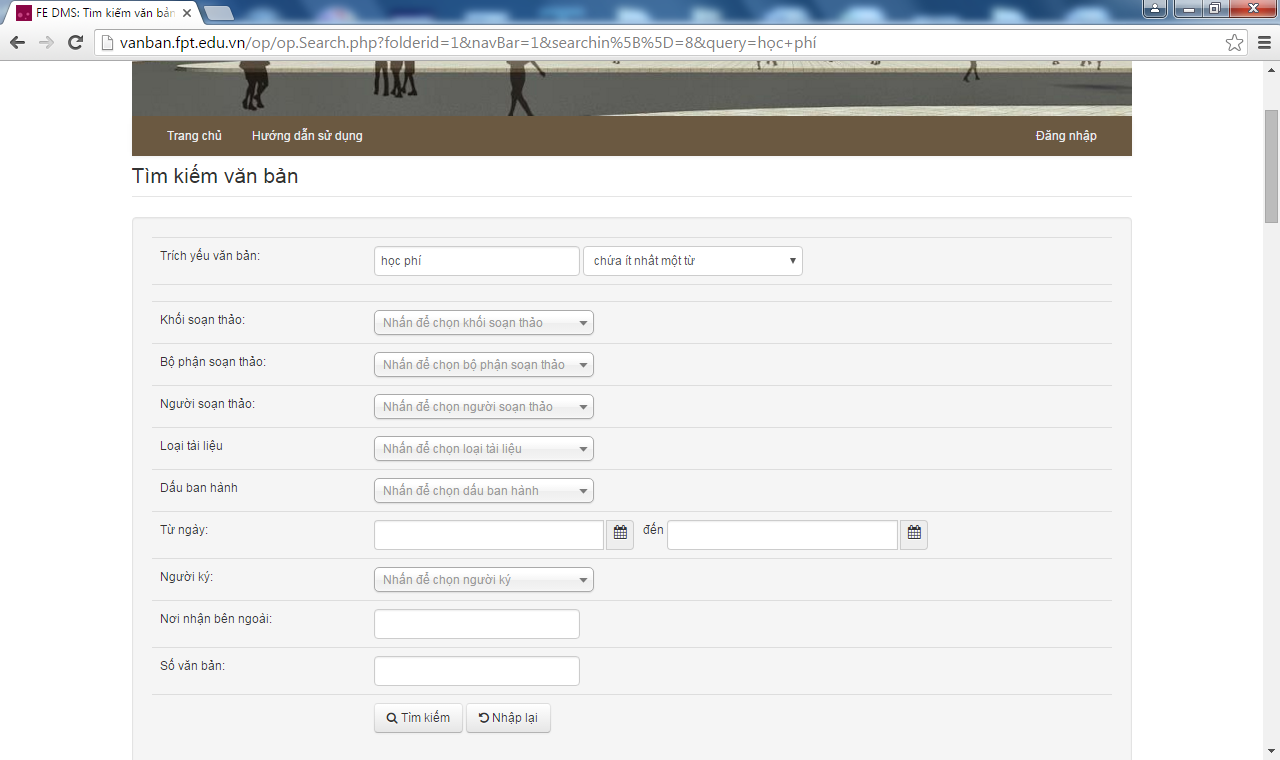 FE DMS: Tìm kiếm văn bản
vanban.fpt.edu.vn/op/op.Search.php?folderid=1&navBar=1&searchin%5B%5D=8&query=học+phí
Trang chủ Hướng dẫn sử dụng Đăng nhập
Tìm kiếm văn bản
Trích yếu văn bản: học phí chứa ít nhât một từ
Khối soạn thảo: Nhấn để chọn khối soạn thảo
Bộ phận soạn thảo: Nhấn để chọn bộ phận soạn thảo
Người soạn thảo: Nhấn để chọn người soạn thảo
Loại tài liệu Nhấn để chọn loại tài liệu
Dấu ban hành Nhấn để chọn dấu ban hành
Từ ngày: đến
Người ký: Nhấn để chọn người ký
Nơi nhận bên ngoài:
Số văn bản:
Tìm kiếm Nhập lại